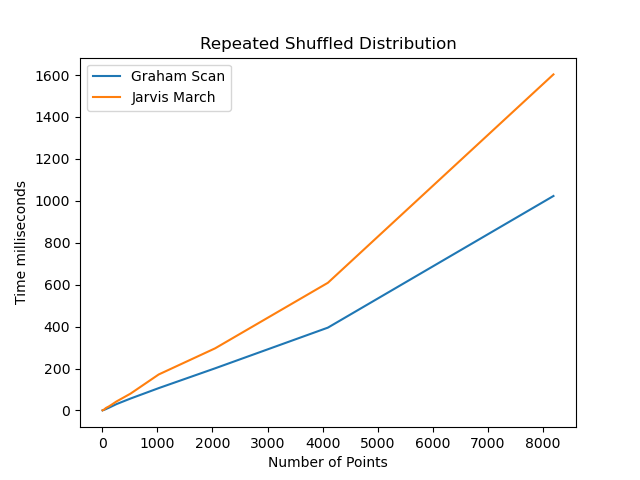 Repeated Shuffled Distribution
Graham Scan
Jarvis March
Time milliseconds
1600
1400
1200
1000
800
600
400
200
0
0 1000 2000 3000 4000 5000 6000 7000 8000
Number of Points